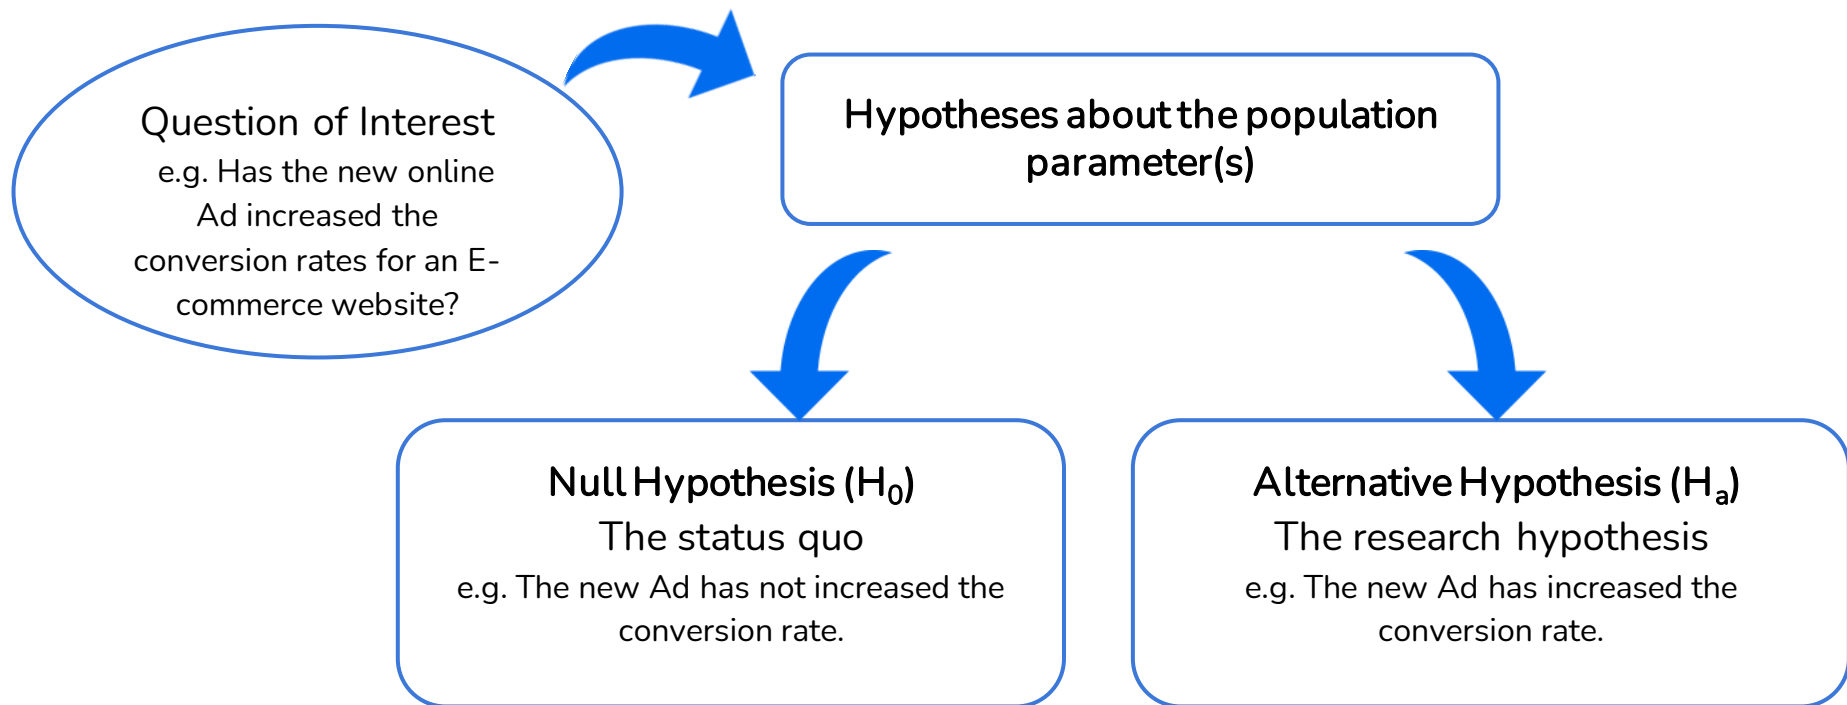 Question of Interest
e.g. Has the new online
Ad increased the
conversion rates for an E-
commerce website?
Hypotheses about the population
parameter(s)
Null Hypothesis (H₀)
The status quo
e.g. The new Ad has not increased the
conversion rate.
Alternative Hypothesis (Hₐ)
The research hypothesis
e.g. The new Ad has increased the
conversion rate.